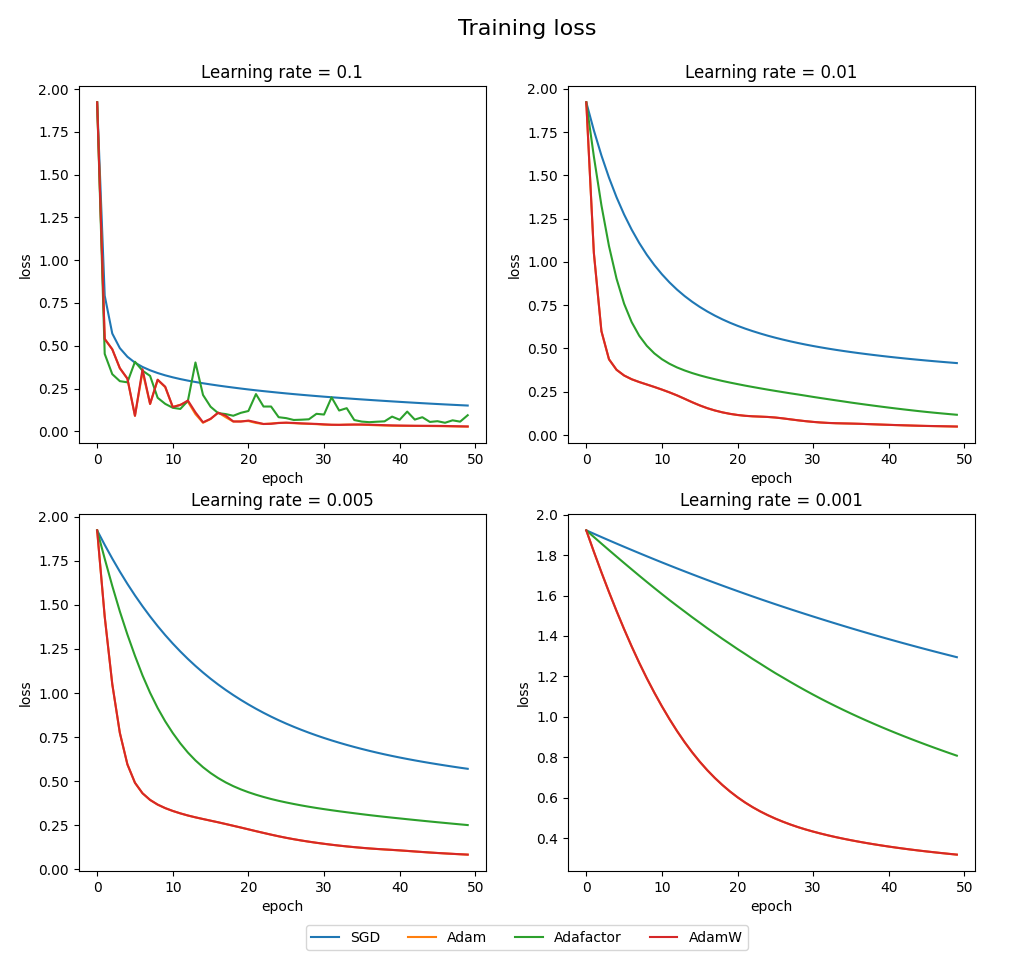 Training loss
Learning rate = 0.1
Learning rate = 0.01
2.00
1.75
1.50
1.25
1.00
0.75
0.50
0.25
0.00
loss
0 10 20 30 40 50
epoch
2.00
1.75
1.50
1.25
1.00
0.75
0.50
0.25
0.00
loss
0 10 20 30 40 50
epoch
Learning rate = 0.005
Learning rate = 0.001
2.00
1.75
1.50
1.25
1.00
0.75
0.50
0.25
0.00
loss
0 10 20 30 40 50
epoch
2.0
1.8
1.6
1.4
1.2
1.0
0.8
0.6
0.4
loss
0 10 20 30 40 50
epoch
SGD Adam Adafactor AdamW